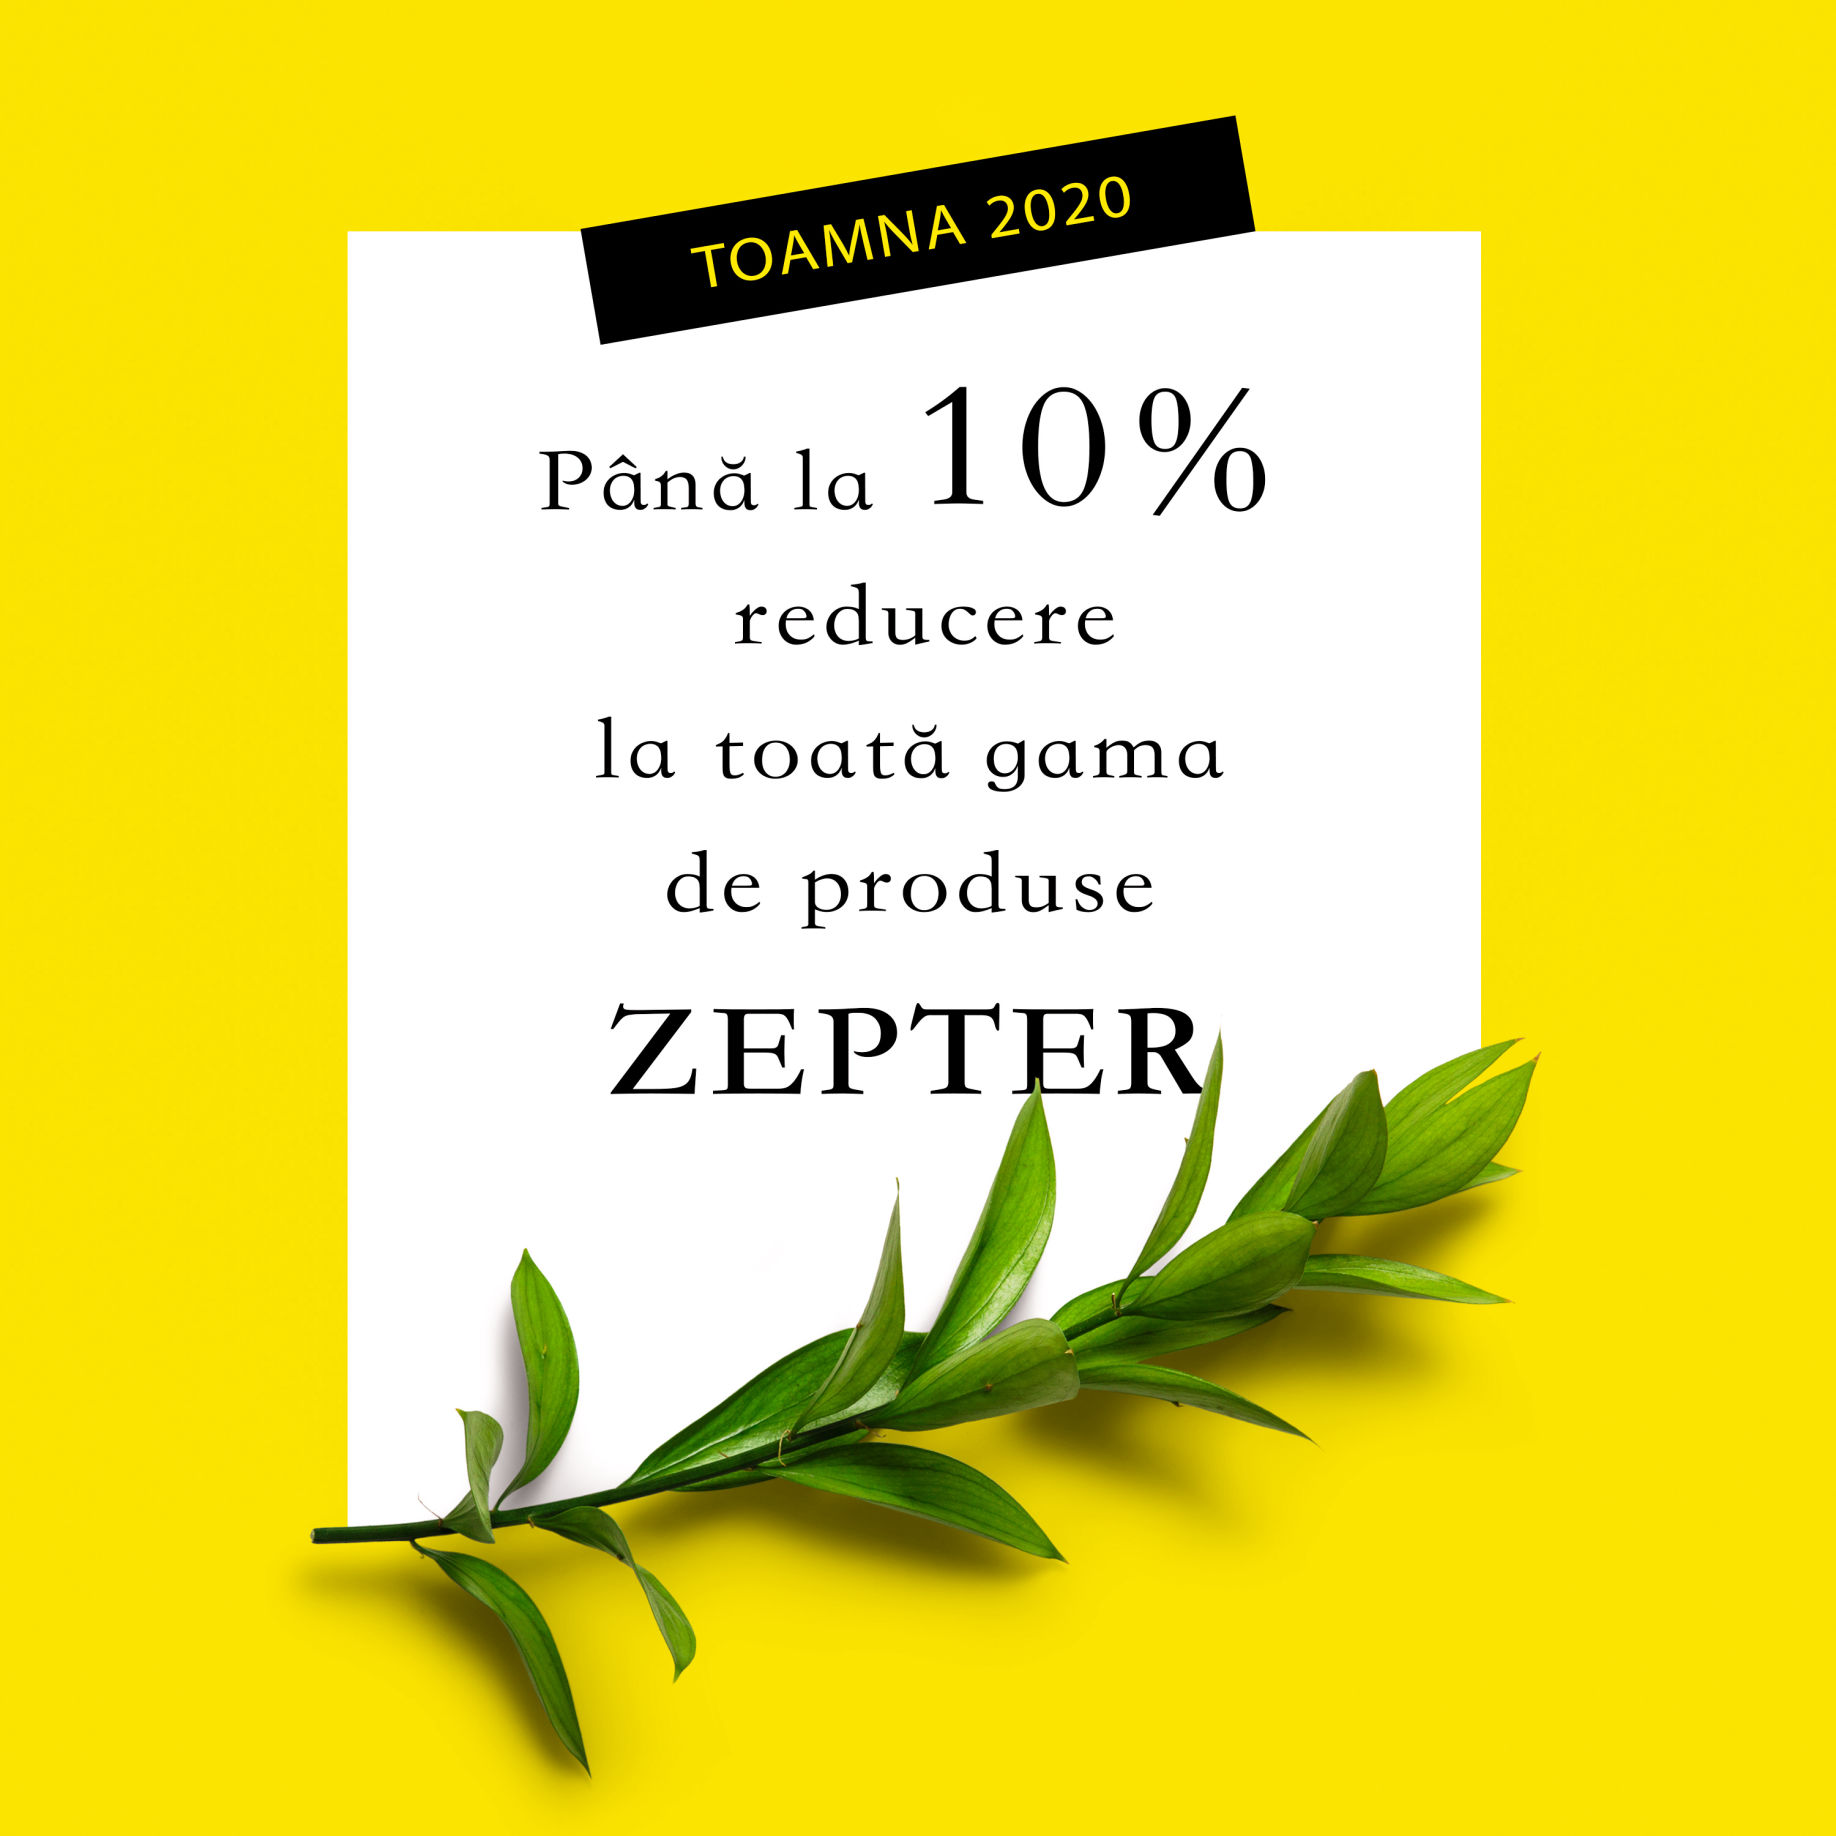 TOAMNA 2020
Până la 10%
reducere
la toată gama
de produse
ZEPTER